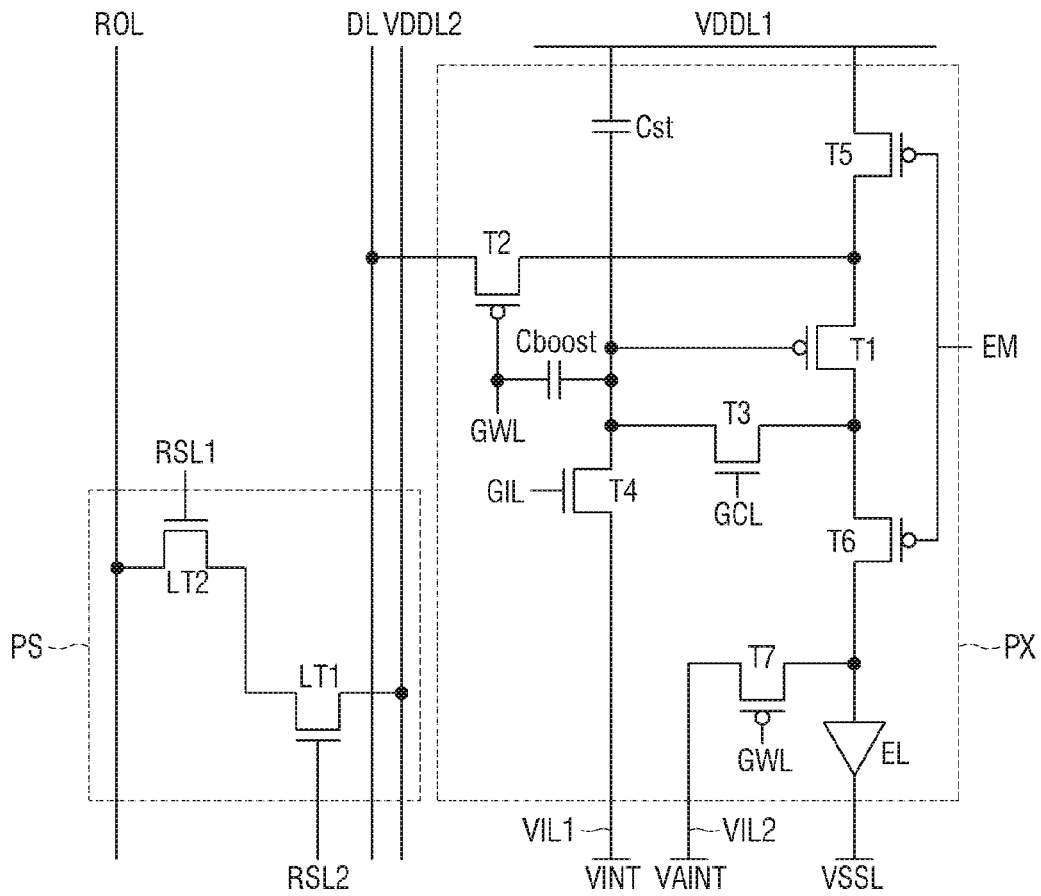 ROL
DL VDDL2
VDDL1
Cst
T5
T2
Cboost
T1
EM
GWL
T3
RSL1
GIL
T4
GCL
T6
LT2
PS
LT1
T7
PX
GWL
EL
VIL1
VIL2
RSL2
VINT
VAINT
VSSL